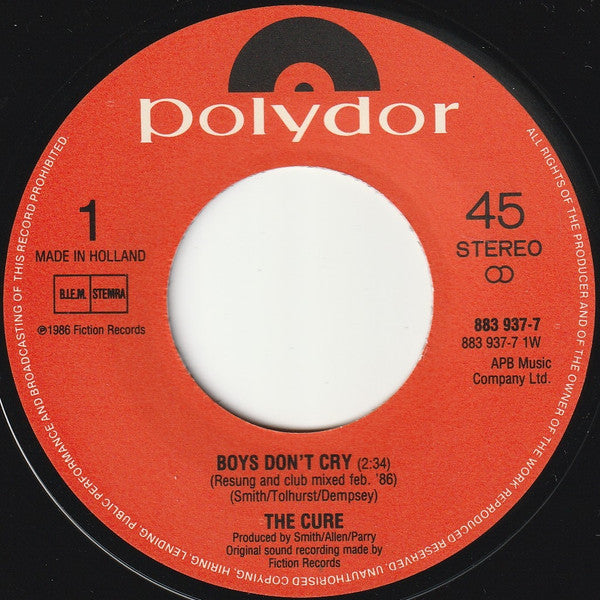 polydor
1
MADE IN HOLLAND
B.I.E.M. STEMRA
℗1986 Fiction Records
45
STEREO
883 937-7
883 937-7 1W
APB Music
Company Ltd.
BOYS DON'T CRY (2:34)
(Resung and club mixed feb. '86)
(Smith/Tolhurst/Dempsey)
THE CURE
Produced by Smith/Allen/Parry
Original sound recording made by
Fiction Records
ALL RIGHTS OF THE PRODUCER AND OF THE OWNER OF THE WORK REPRODUCED RESERVED. UNAUTHORISED COPYING, HIRING, LENDING, PUBLIC PERFORMANCE AND BROADCASTING OF THIS RECORD PROHIBITED.